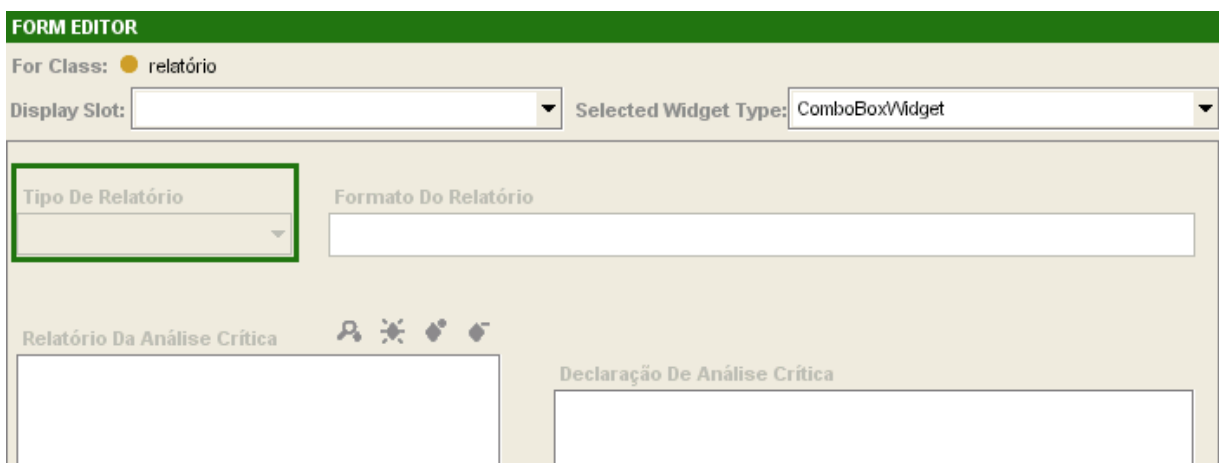 FORM EDITOR
For Class: relatório
Display Slot: Selected Widget Type: ComboBoxWidget
Tipo De Relatório Formato Do Relatório
Relatório Da Análise Crítica
Declaração De Análise Crítica